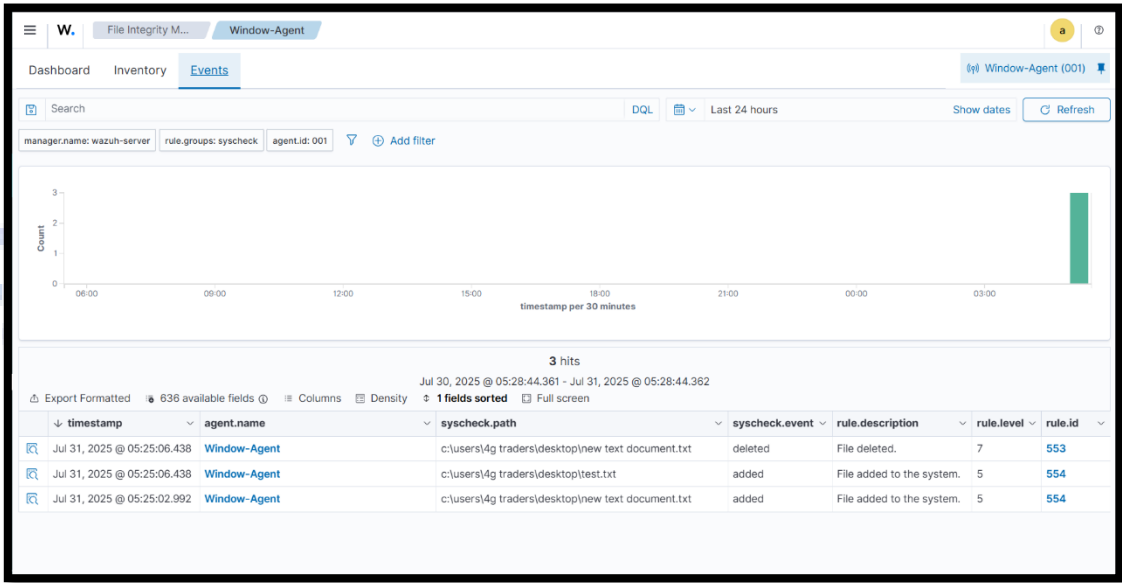 W. File Integrity M... Window-Agent a
Dashboard Inventory Events Window-Agent (001)
Search DQL Last 24 hours Show dates Refresh
manager.name: wazuh-server rule.groups: syscheck agent.id: 001 Add filter
3
2
1
0
Count
06:00 09:00 12:00 15:00 18:00 21:00 00:00 03:00
timestamp per 30 minutes
3 hits
Jul 30, 2025 @ 05:28:44.361 - Jul 31, 2025 @ 05:28:44.362
Export Formatted 636 available fields Columns Density 1 fields sorted Full screen
timestamp agent.name syscheck.path syscheck.event rule.description rule.level rule.id
Jul 31, 2025 @ 05:25:06.438 Window-Agent c:\users\4g traders\desktop\new text document.txt deleted File deleted. 7 553
Jul 31, 2025 @ 05:25:06.438 Window-Agent c:\users\4g traders\desktop\test.txt added File added to the system. 5 554
Jul 31, 2025 @ 05:25:02.992 Window-Agent c:\users\4g traders\desktop\new text document.txt added File added to the system. 5 554